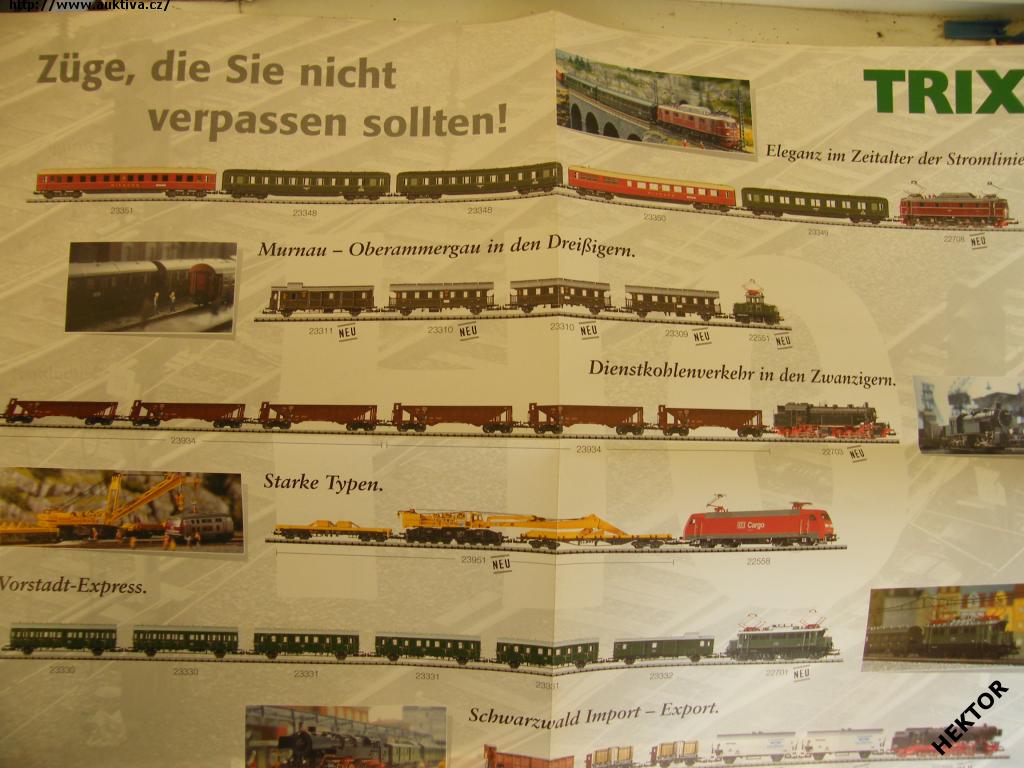 http://www.auktiva.cz/
Züge, die Sie nicht
verpassen sollten!
TRIX
Eleganz im Zeitalter der Stromlinie
23351
23348
23348
23350
23349
22708
NEU
Murnau – Oberammergau in den Dreißigern.
23311 NEU
23310 NEU
23310 NEU
23309 NEU
22551 NEU
Dienstkohlenverkehr in den Zwanzigern.
23934
23934
22703 NEU
Starke Typen.
DB Cargo
23951 NEU
22558
Vorstadt-Express.
23330
23330
23331
23331
23331
23332
22701 NEU
Schwarzwald Import – Export.
HEKTOR